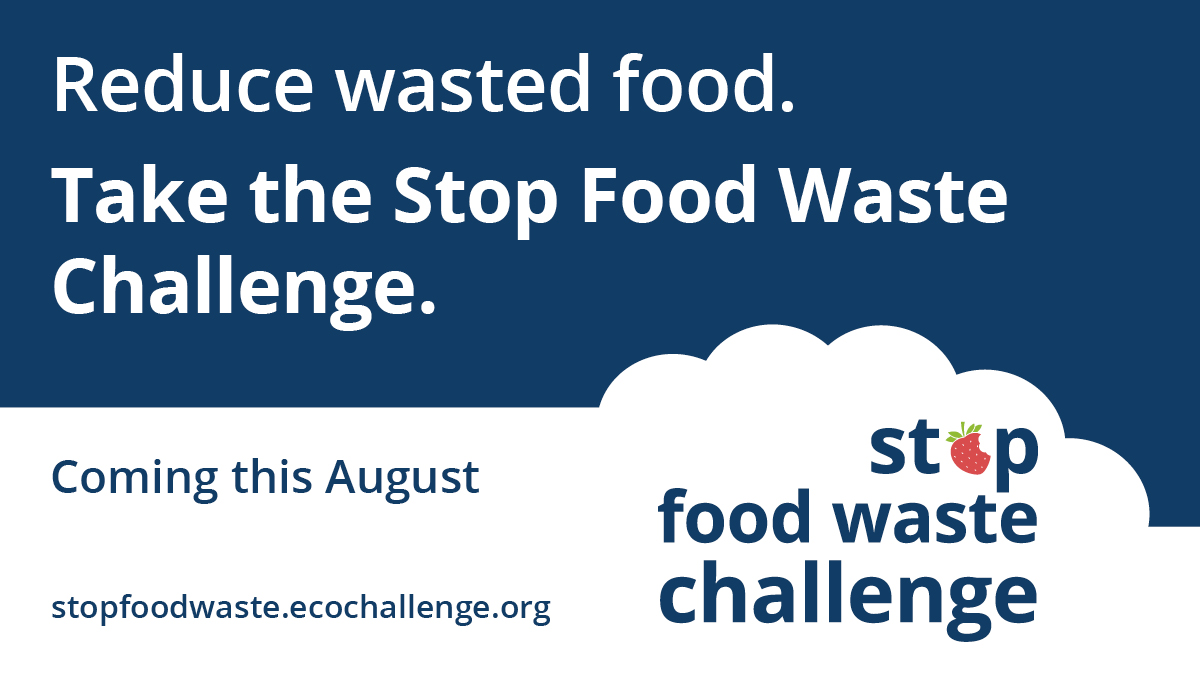 Reduce wasted food.
Take the Stop Food Waste
Challenge.
Coming this August
stopfoodwaste.ecochallenge.org
stop
food waste
challenge